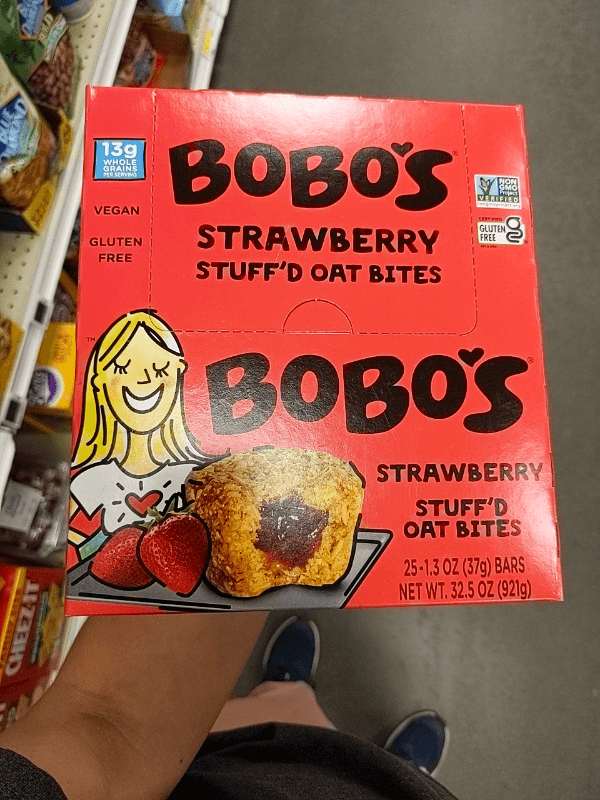 13g
WHOLE
GRAINS
PER SERVING
VEGAN
GLUTEN
FREE
BOBO'S
STRAWBERRY
STUFF'D OAT BITES
NON
GMO
Project
VERIFIED
CERTIFIED
GLUTEN
FREE
TM
BOBO'S
STRAWBERRY
STUFF'D
OAT BITES
25-1.3 OZ (37g) BARS
NET WT. 32.5 OZ (921g)
CHEEZ-IT